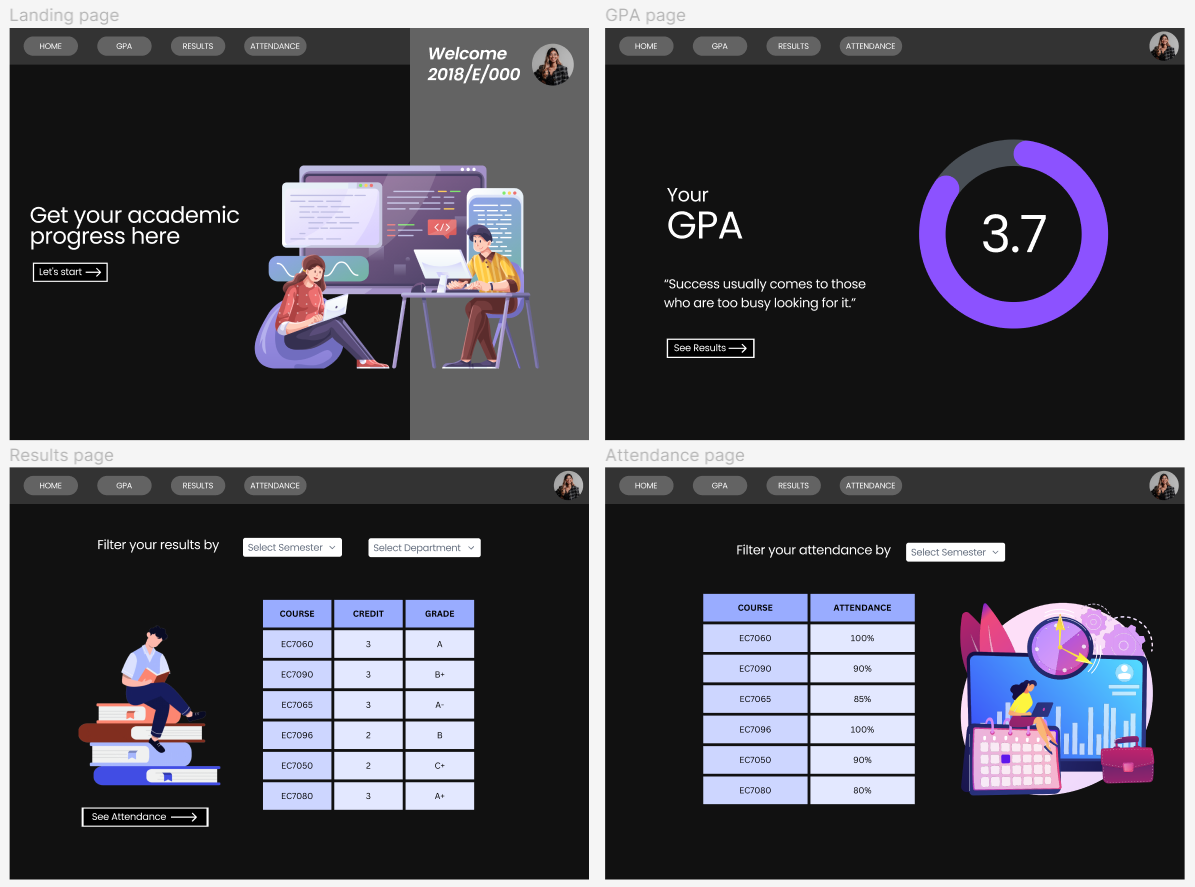 Landing page
HOME GPA RESULTS ATTENDANCE
Welcome
2018/E/000
Get your academic
progress here
Let's start
</>
GPA page
HOME GPA RESULTS ATTENDANCE
Your
GPA
3.7
“Success usually comes to those
who are too busy looking for it.”
See Results
Results page
HOME GPA RESULTS ATTENDANCE
Filter your results by Select Semester Select Department
COURSE CREDIT GRADE
EC7060 3 A
EC7090 3 B+
EC7065 3 A-
EC7096 2 B
EC7050 2 C+
EC7080 3 A+
See Attendance
Attendance page
HOME GPA RESULTS ATTENDANCE
Filter your attendance by Select Semester
COURSE ATTENDANCE
EC7060 100%
EC7090 90%
EC7065 85%
EC7096 100%
EC7050 90%
EC7080 80%